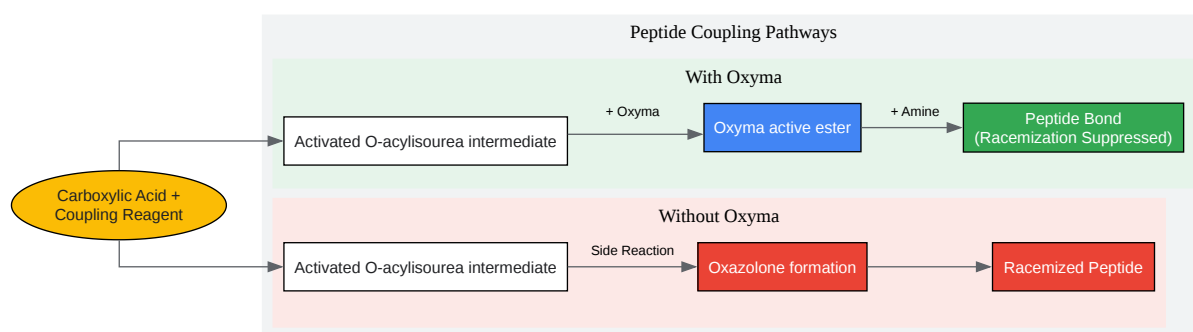 Peptide Coupling Pathways
With Oxyma
Activated O-acylisourea intermediate
+ Oxyma
Oxyma active ester
+ Amine
Peptide Bond
(Racemization Suppressed)
Carboxylic Acid +
Coupling Reagent
Without Oxyma
Activated O-acylisourea intermediate
Side Reaction
Oxazolone formation
Racemized Peptide